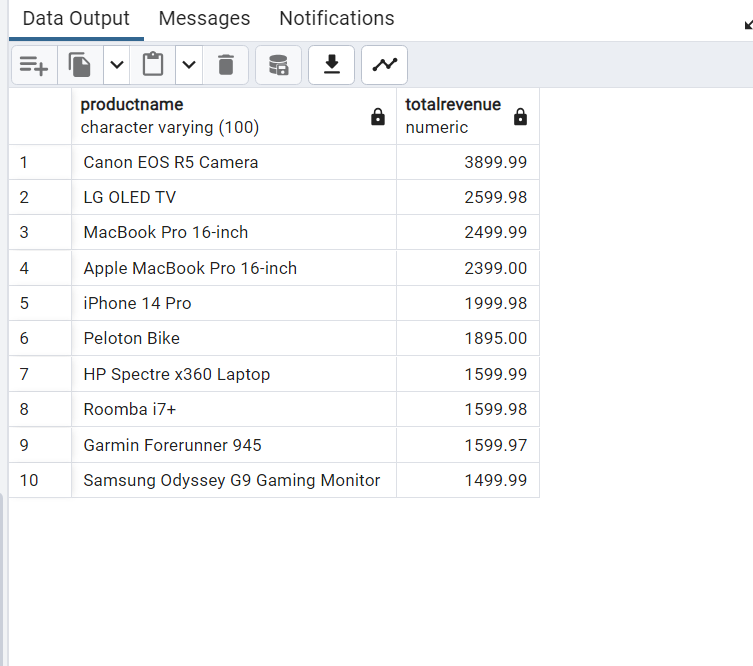 Data Output Messages Notifications
productname totalrevenue
character varying (100) numeric
1 Canon EOS R5 Camera 3899.99
2 LG OLED TV 2599.98
3 MacBook Pro 16-inch 2499.99
4 Apple MacBook Pro 16-inch 2399.00
5 iPhone 14 Pro 1999.98
6 Peloton Bike 1895.00
7 HP Spectre x360 Laptop 1599.99
8 Roomba i7+ 1599.98
9 Garmin Forerunner 945 1599.97
10 Samsung Odyssey G9 Gaming Monitor 1499.99